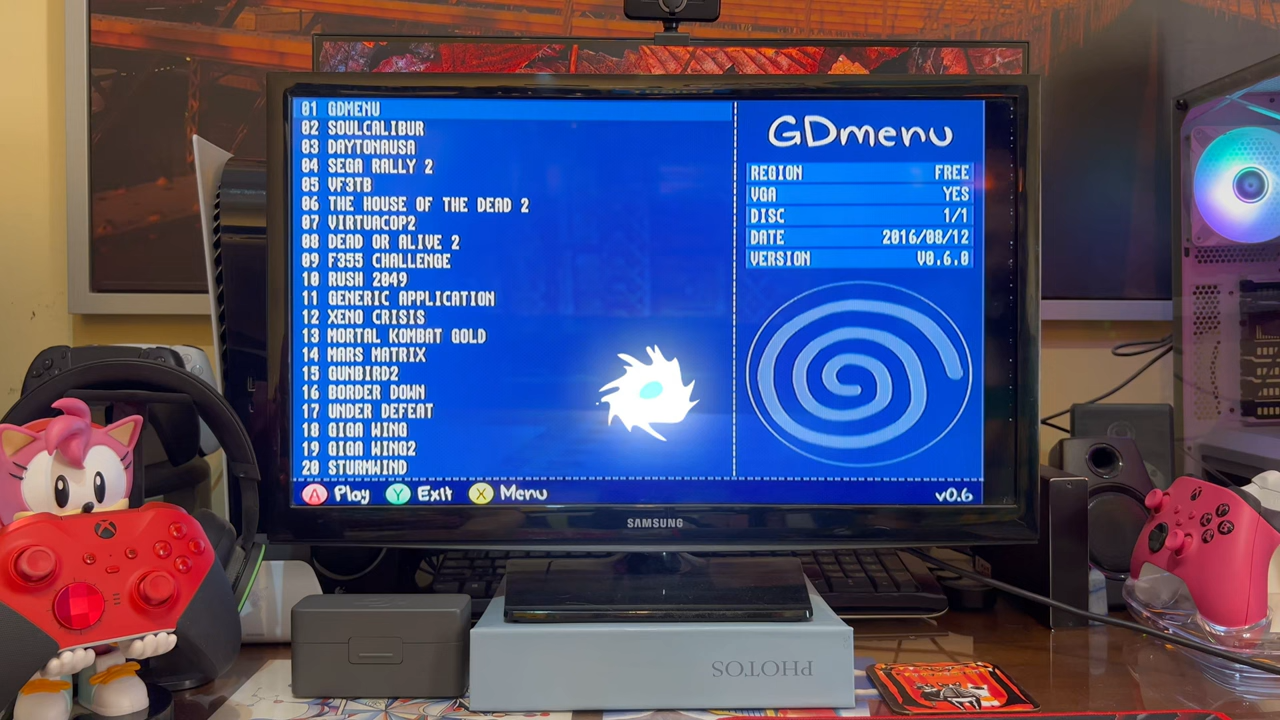 01 GDMENU
02 SOULCALIBUR
03 DAYTONAUSA
04 SEGA RALLY 2
05 VF3TB
06 THE HOUSE OF THE DEAD 2
07 VIRTUACOP2
08 DEAD OR ALIVE 2
09 F355 CHALLENGE
10 RUSH 2049
11 GENERIC APPLICATION
12 XENO CRISIS
13 MORTAL KOMBAT GOLD
14 MARS MATRIX
15 GUNBIRD2
16 BORDER DOWN
17 UNDER DEFEAT
18 GIGA WING
19 GIGA WING2
20 STURMWIND
A Play Y Exit X Menu
GDmenu
REGION FREE
VGA YES
DISC 1/1
DATE 2016/08/12
VERSION V0.6.0
v0.6
SAMSUNG
PHOTOS